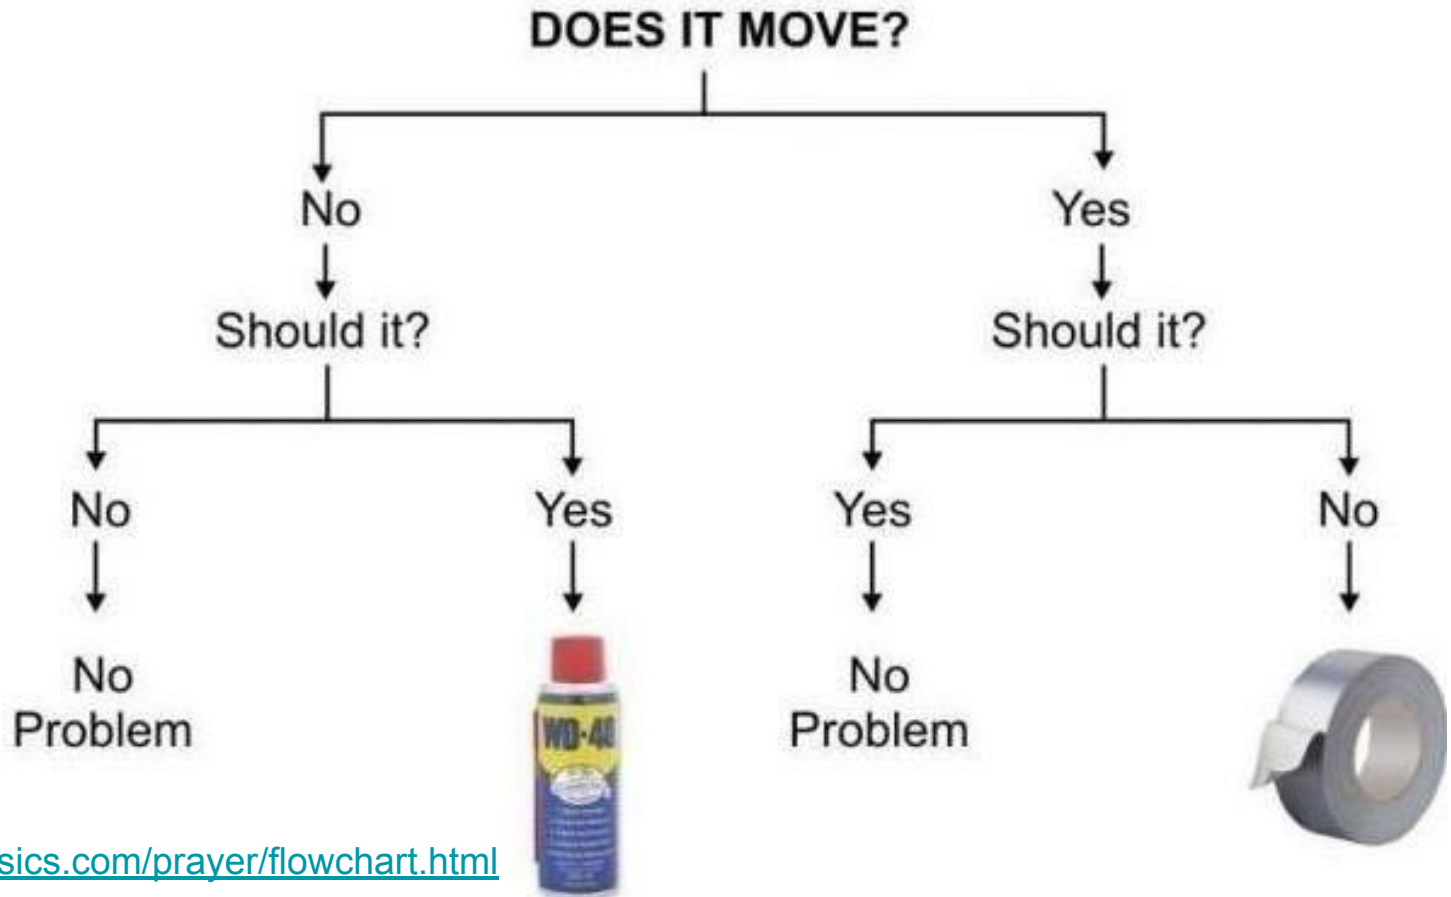 DOES IT MOVE?
No
Yes
Should it?
Should it?
No
Yes
Yes
No
No
Problem
No
Problem
WD-40
sics.com/prayer/flowchart.html